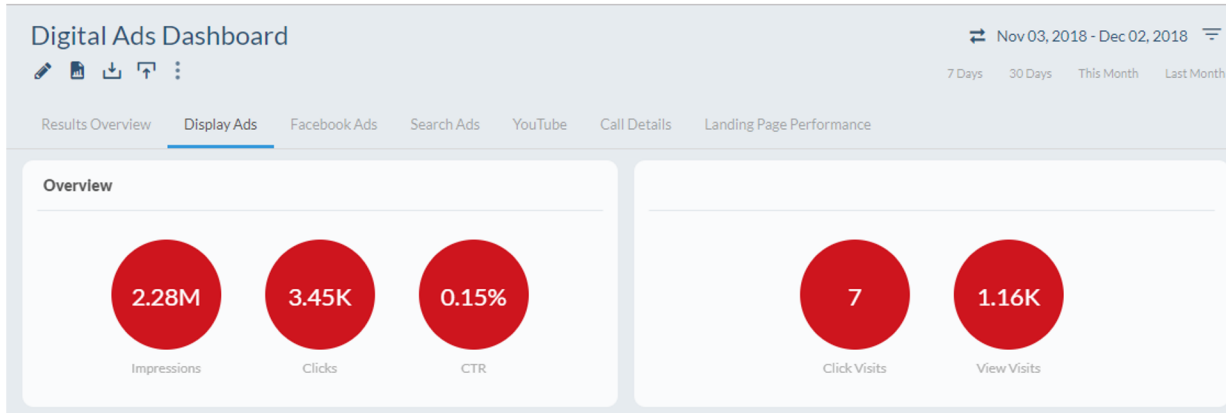 Digital Ads Dashboard
Nov 03, 2018 - Dec 02, 2018
7 Days 30 Days This Month Last Month
Results Overview Display Ads Facebook Ads Search Ads YouTube Call Details Landing Page Performance
Overview
2.28M 3.45K 0.15% 7 1.16K
Impressions Clicks CTR Click Visits View Visits